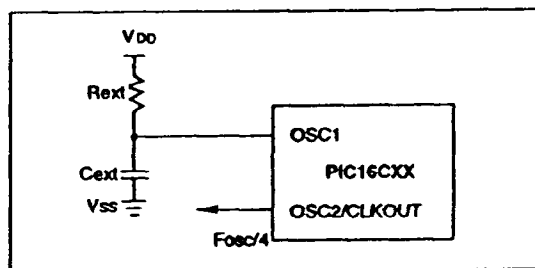 VDD
Rext
OSC1
PIC16CXX
Cext
VSS
OSC2/CLKOUT
Fosc/4